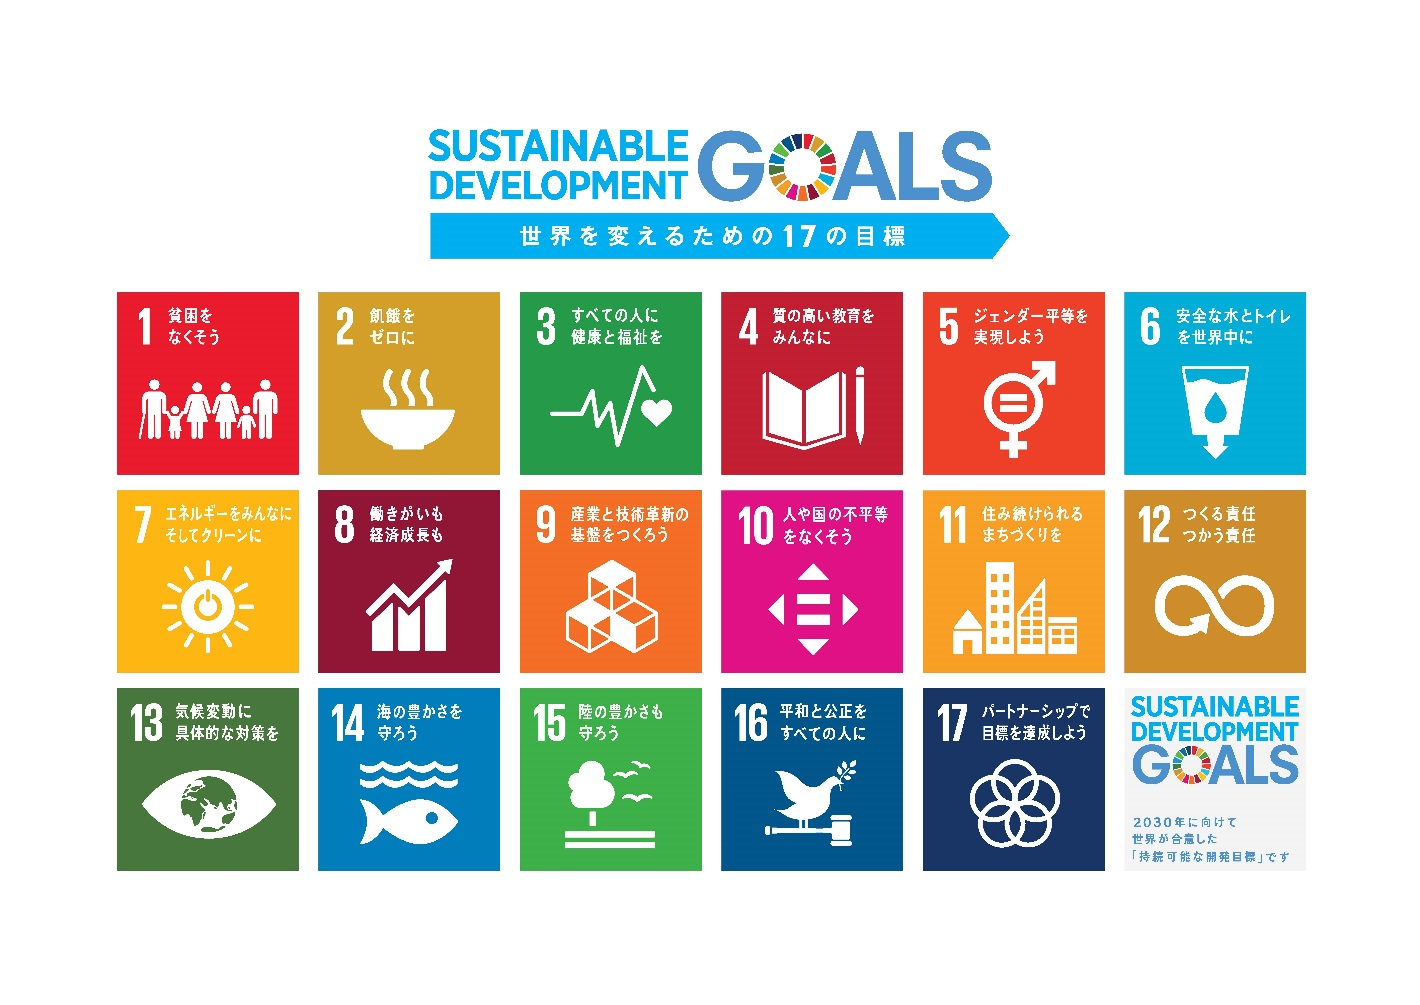 SUSTAINABLE
DEVELOPMENT
GOALS
世界を変えるための17の目標
1 貧困を
なくそう
2 飢餓を
ゼロに
3 すべての人に
健康と福祉を
4 質の高い教育を
みんなに
5 ジェンダー平等を
実現しよう
6 安全な水とトイレ
を世界中に
7 エネルギーをみんなに
そしてクリーンに
8 働きがいも
経済成長も
9 産業と技術革新の
基盤をつくろう
10 人や国の不平等
をなくそう
11 住み続けられる
まちづくりを
12 つくる責任
つかう責任
13 気候変動に
具体的な対策を
14 海の豊かさを
守ろう
15 陸の豊かさも
守ろう
16 平和と公正を
すべての人に
17 パートナーシップで
目標を達成しよう
SUSTAINABLE
DEVELOPMENT
GOALS
2030年に向けて
世界が合意した
「持続可能な開発目標」です